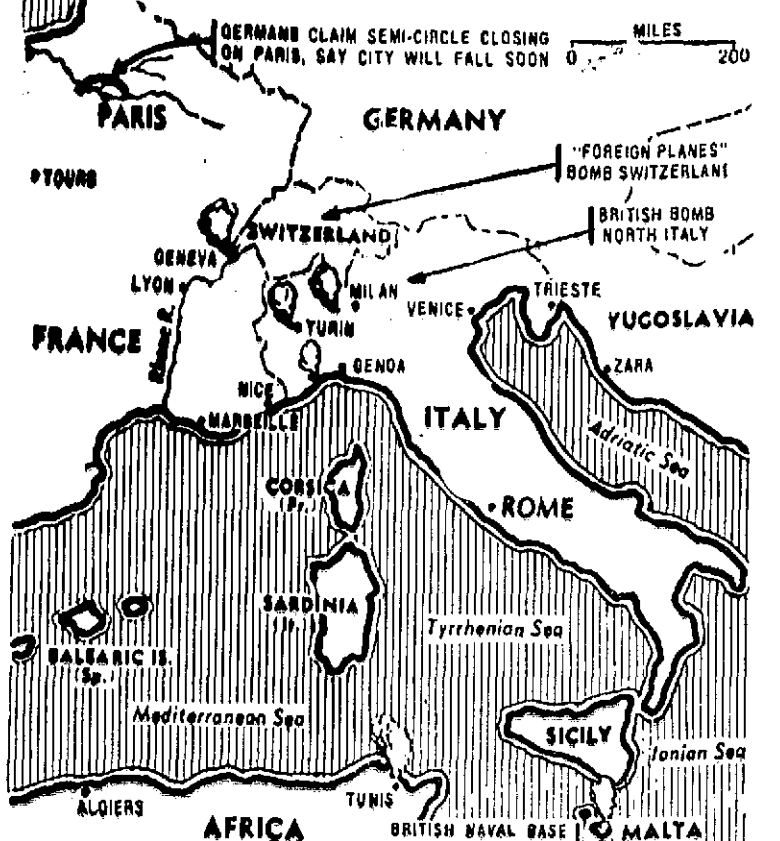 GERMANS CLAIM SEMI-CIRCLE CLOSING
ON PARIS, SAY CITY WILL FALL SOON
MILES
0 200
PARIS
GERMANY
"FOREIGN PLANES"
BOMB SWITZERLAND
TOURS
BRITISH BOMB
NORTH ITALY
SWITZERLAND
GENEVA
LYON
MILAN
VENICE
TRIESTE
YUGOSLAVIA
TURIN
FRANCE
Rhone R.
GENOA
ZARA
NICE
ITALY
MARSEILLE
Adriatic Sea
CORSICA
(Fr.)
ROME
SARDINIA
(It.)
Tyrrhenian Sea
BALEARIC IS.
(Sp.)
Mediterranean Sea
SICILY
Ionian Sea
ALGIERS
TUNIS
AFRICA
BRITISH NAVAL BASE
MALTA